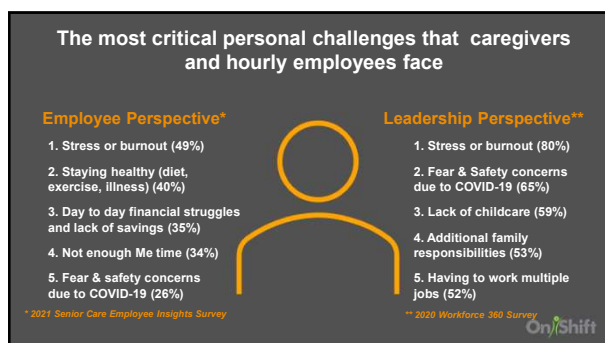 The most critical personal challenges that caregivers
and hourly employees face
Employee Perspective*
1. Stress or burnout (49%)
2. Staying healthy (diet,
exercise, illness) (40%)
3. Day to day financial struggles
and lack of savings (35%)
4. Not enough Me time (34%)
5. Fear & safety concerns
due to COVID-19 (26%)
* 2021 Senior Care Employee Insights Survey
Leadership Perspective**
1. Stress or burnout (80%)
2. Fear & Safety concerns
due to COVID-19 (65%)
3. Lack of childcare (59%)
4. Additional family
responsibilities (53%)
5. Having to work multiple
jobs (52%)
** 2020 Workforce 360 Survey
OnShift